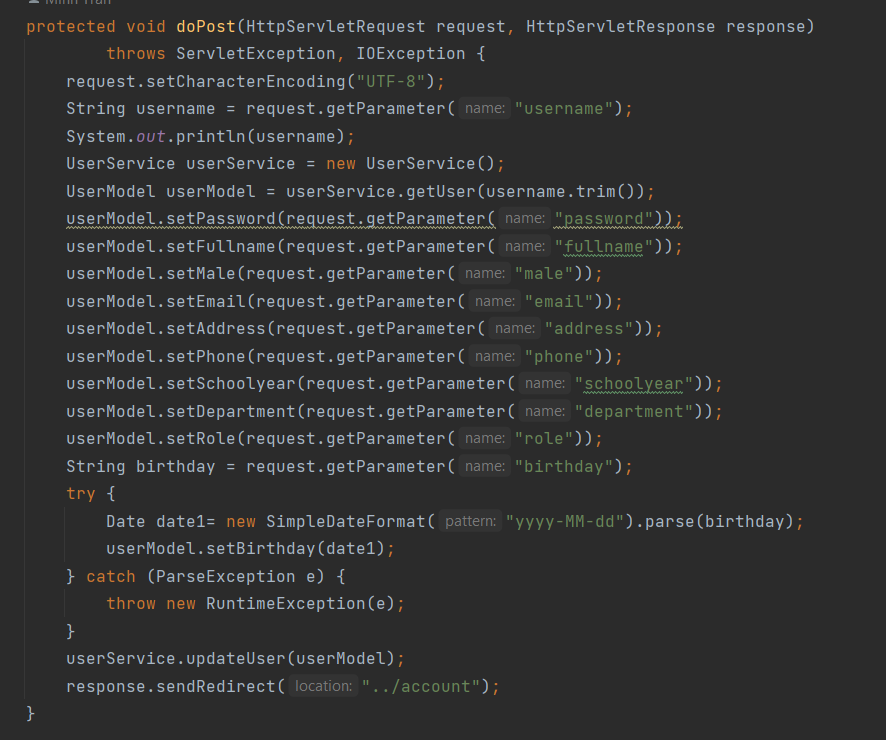 Minh Tran
protected void doPost(HttpServletRequest request, HttpServletResponse response)
throws ServletException, IOException {
request.setCharacterEncoding("UTF-8");
String username = request.getParameter( name: "username");
System.out.println(username);
UserService userService = new UserService();
UserModel userModel = userService.getUser(username.trim());
userModel.setPassword(request.getParameter( name: "password"));
userModel.setFullname(request.getParameter( name: "fullname"));
userModel.setMale(request.getParameter( name: "male"));
userModel.setEmail(request.getParameter( name: "email"));
userModel.setAddress(request.getParameter( name: "address"));
userModel.setPhone(request.getParameter( name: "phone"));
userModel.setSchoolyear(request.getParameter( name: "schoolyear"));
userModel.setDepartment(request.getParameter( name: "department"));
userModel.setRole(request.getParameter( name: "role"));
String birthday = request.getParameter( name: "birthday");
try {
Date date1= new SimpleDateFormat( pattern: "yyyy-MM-dd").parse(birthday);
userModel.setBirthday(date1);
} catch (ParseException e) {
throw new RuntimeException(e);
}
userService.updateUser(userModel);
response.sendRedirect( location: "../account");
}